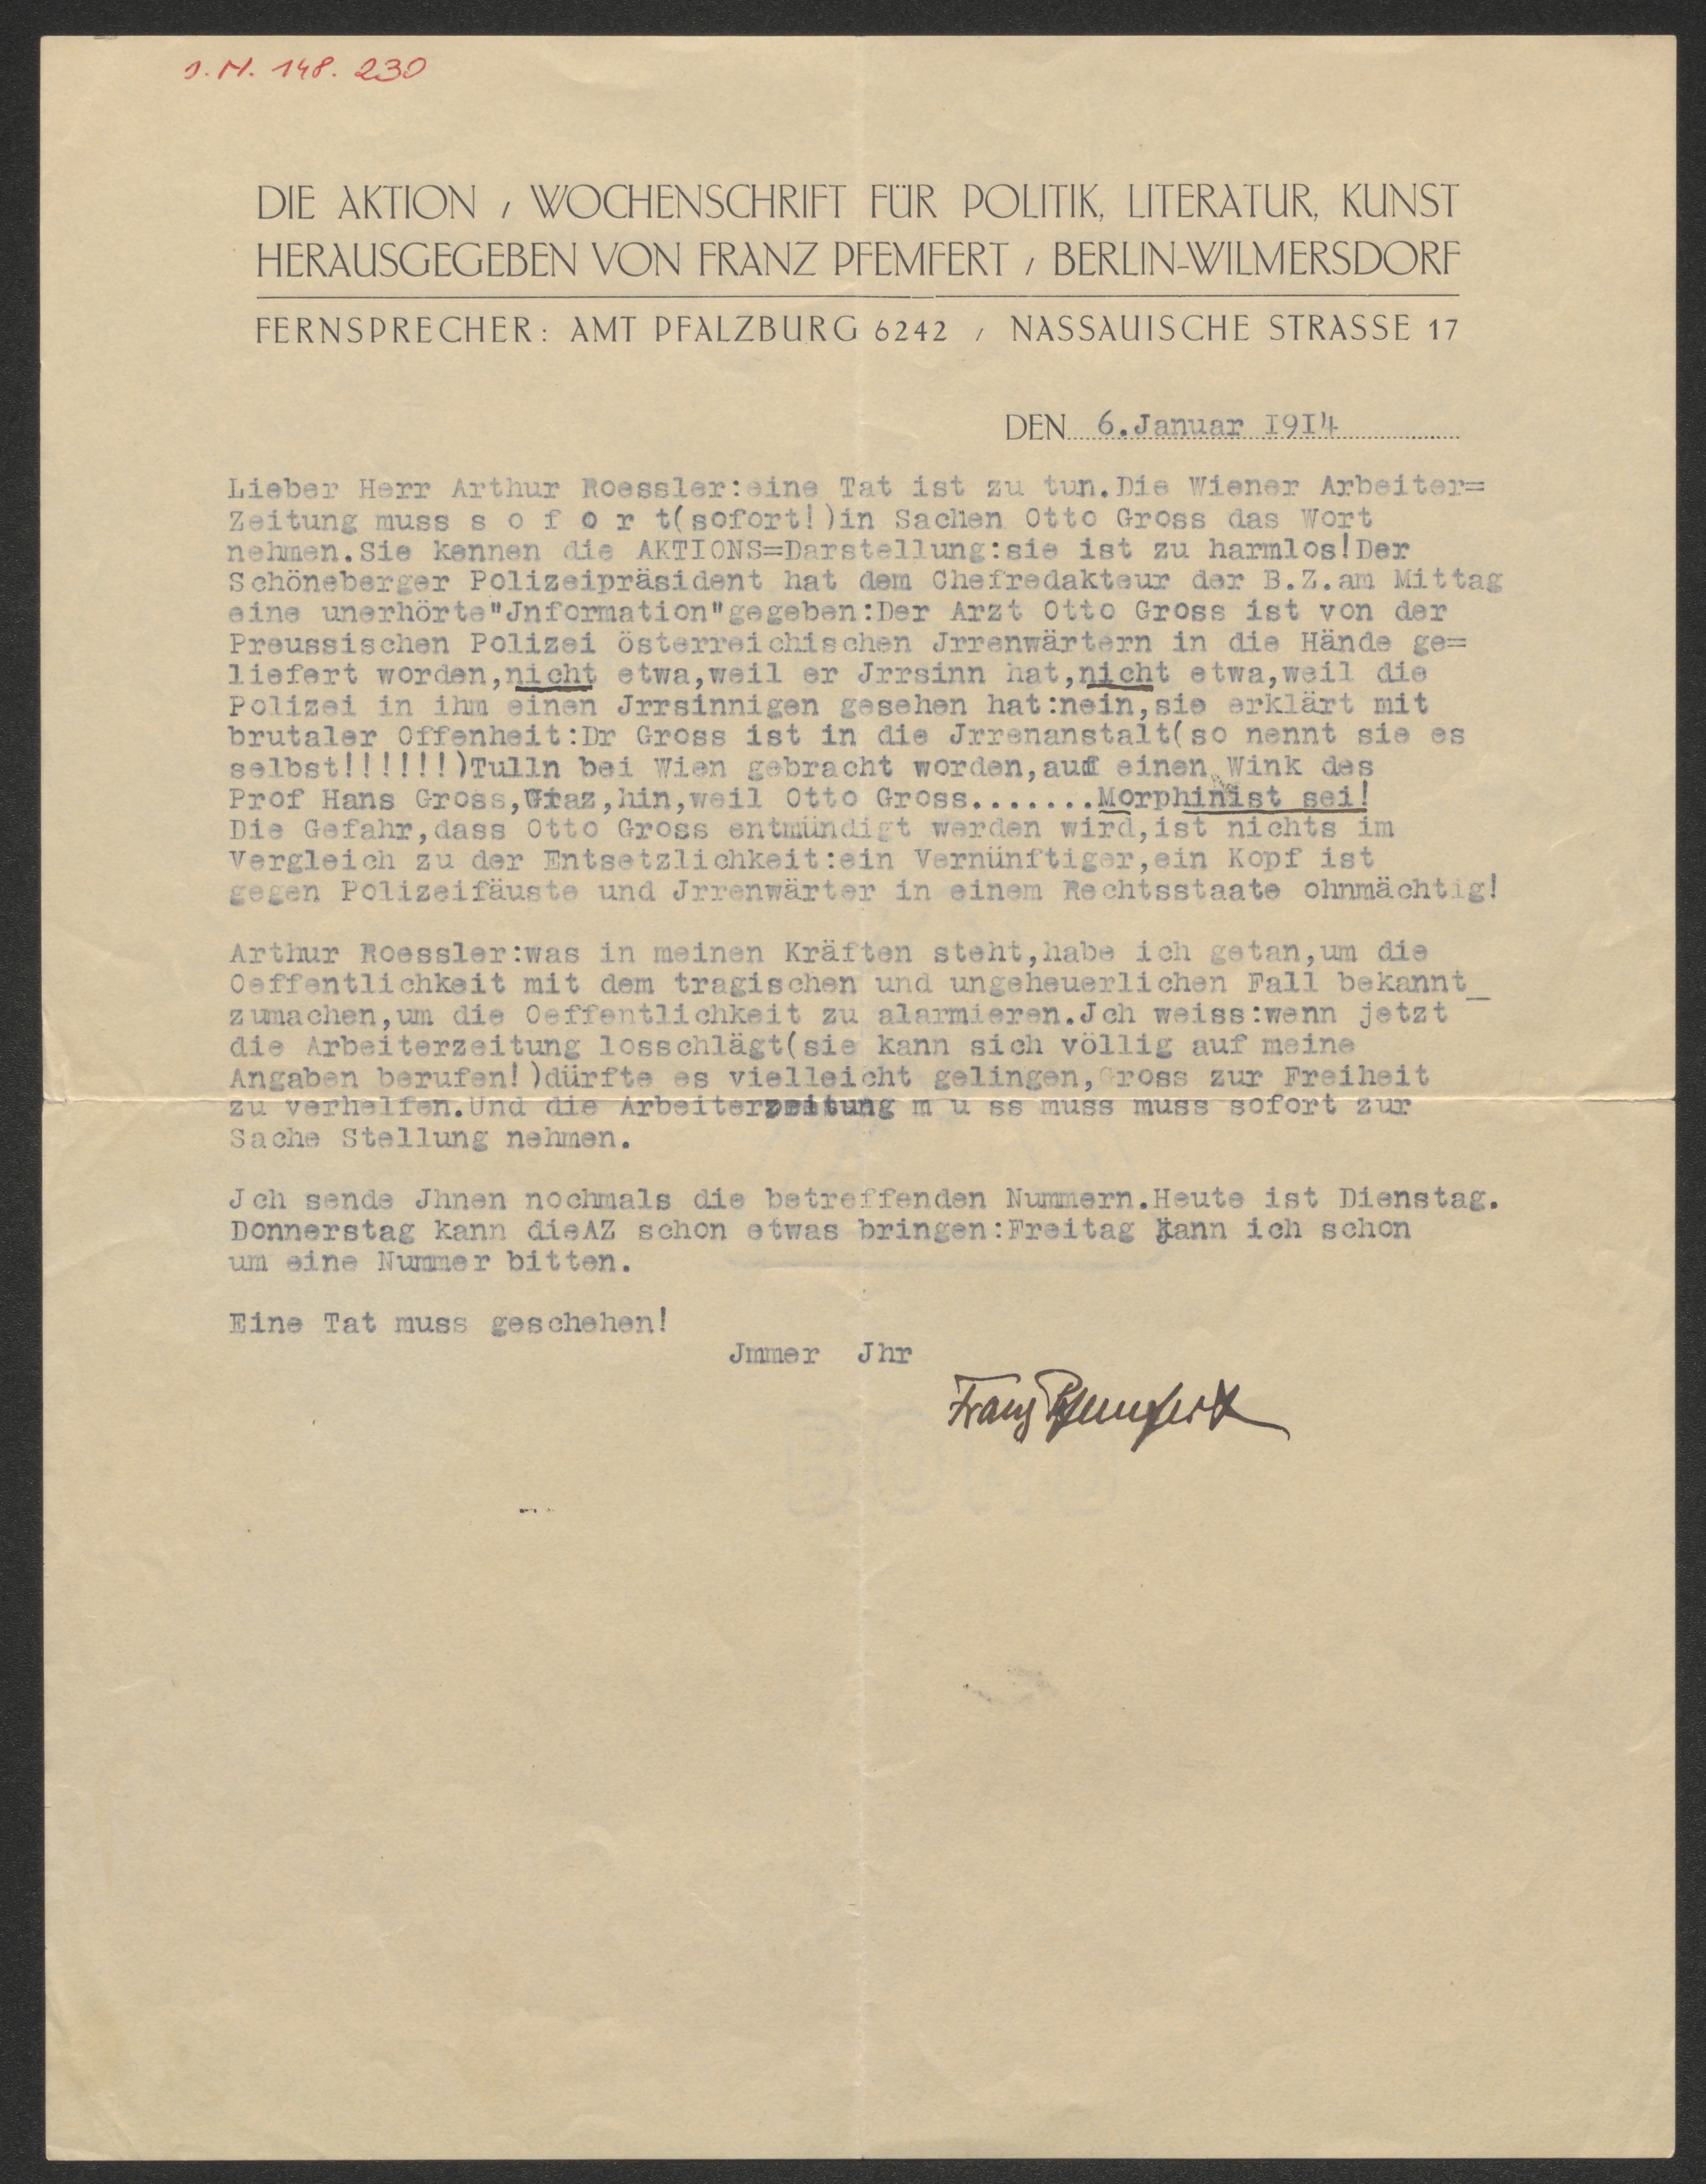 J.N. 148.230
DIE AKTION / WOCHENSCHRIFT FÜR POLITIK, LITERATUR, KUNST
HERAUSGEGEBEN VON FRANZ PFEMFERT / BERLIN-WILMERSDORF
FERNSPRECHER: AMT PFALZBURG 6242 / NASSAUISCHE STRASSE 17
DEN 6.Januar I9I4
Lieber Herr Arthur Roessler:eine Tat ist zu tun.Die Wiener Arbeiter=
Zeitung muss s o f o r t(sofort!)in Sachen Otto Gross das Wort
nehmen.Sie kennen die AKTIONS=Darstellung:sie ist zu harmlos!Der
Schöneberger Polizeipräsident hat dem Chefredakteur der B.Z.am Mittag
eine unerhörte"Jnformation"gegeben:Der Arzt Otto Gross ist von der
Preussischen Polizei österreichischen Jrrenwärtern in die Hände ge=
liefert worden,nicht etwa,weil er Jrrsinn hat,nicht etwa,weil die
Polizei in ihm einen Jrrsinnigen gesehen hat:nein,sie erklärt mit
brutaler Offenheit:Dr Gross ist in die Jrrenanstalt(so nennt sie es
selbst!!!!!!)Tulln bei Wien gebracht worden,auf einen Wink des
Prof Hans Gross,Graz,hin,weil Otto Gross.......Morphinist sei!
Die Gefahr,dass Otto Gross entmündigt werden wird,ist nichts im
Vergleich zu der Entsetzlichkeit:ein Vernünftiger,ein Kopf ist
gegen Polizeifäuste und Jrrenwärter in einem Rechtsstaate ohnmächtig!
Arthur Roessler:was in meinen Kräften steht,habe ich getan,um die
Oeffentlichkeit mit dem tragischen und ungeheuerlichen Fall bekannt_
zumachen,um die Oeffentlichkeit zu alarmieren.Jch weiss:wenn jetzt
die Arbeiterzeitung losschlägt(sie kann sich völlig auf meine
Angaben berufen!)dürfte es vielleicht gelingen,Gross zur Freiheit
zu verhelfen.Und die Arbeiterzeitung m u ss muss muss sofort zur
Sache Stellung nehmen.
Jch sende Jhnen nochmals die betreffenden Nummern.Heute ist Dienstag.
Donnerstag kann dieAZ schon etwas bringen:Freitag kann ich schon
um eine Nummer bitten.
Eine Tat muss geschehen!
Jmmer Jhr
Franz Pfemfert